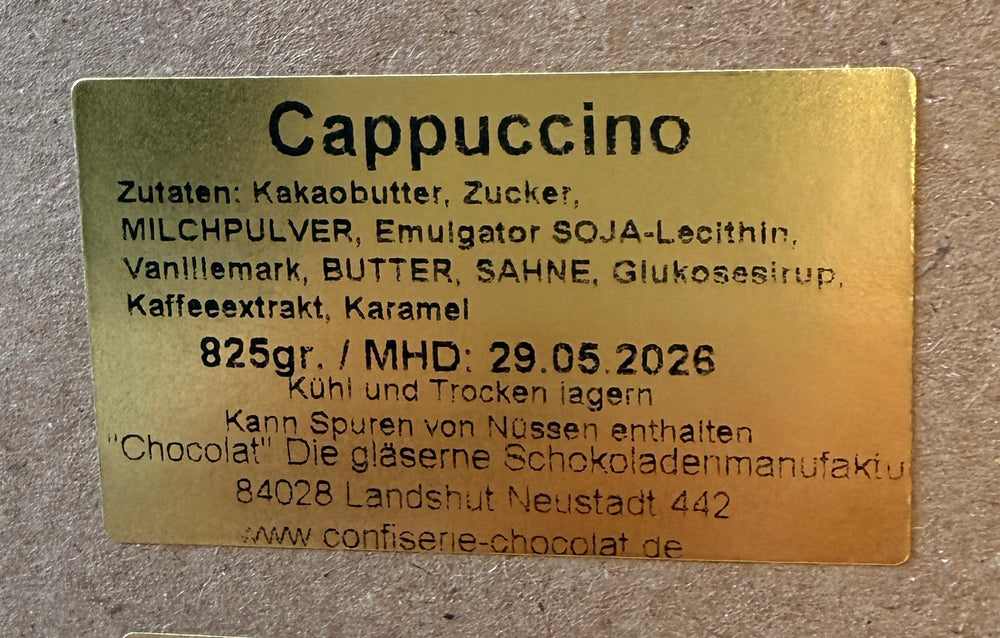 Cappuccino
Zutaten: Kakaobutter, Zucker,
MILCHPULVER, Emulgator SOJA-Lecithin,
Vanillemark, BUTTER, SAHNE, Glukosesirup,
Kaffeeextrakt, Karamel
825gr. / MHD: 29.05.2026
Kühl und Trocken lagern
Kann Spuren von Nüssen enthalten
"Chocolat" Die gläserne Schokoladenmanufaktu
84028 Landshut Neustadt 442
www.confiserie-chocolat.de